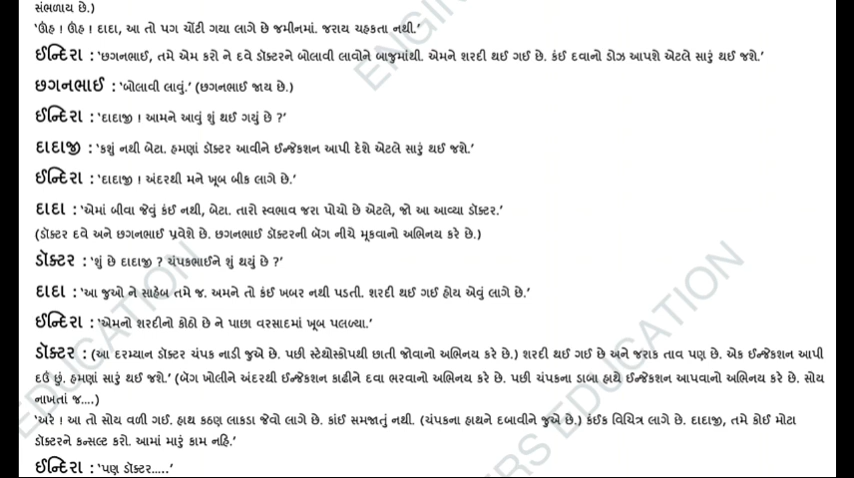 સંભળાય છે.)
‘ઊહ ! ઊહ ! દાદા, આ તો પગ ચોંટી ગયા લાગે છે જમીનમાં. જરાય ચહકતા નથી.’
ઈન્દિરા : ‘છગનભાઈ, તમે એમ કરો ને દવે ડૉક્ટરને બોલાવી લાવોને બાજુમાંથી. એમને શરદી થઈ ગઈ છે. કંઈ દવાનો ડોઝ આપશે એટલે સારું થઈ જશે.’
છગનભાઈ : ‘બોલાવી લાવું.’ (છગનભાઈ જાય છે.)
ઈન્દિરા : ‘દાદાજી ! આમને આવું શું થઈ ગયું છે ?’
દાદાજી : ‘કશું નથી બેટા. હમણાં ડૉક્ટર આવીને ઈન્જેકશન આપી દેશે એટલે સારું થઈ જશે.’
ઈન્દિરા : ‘દાદાજી ! અંદરથી મને ખૂબ બીક લાગે છે.’
દાદા : ‘એમાં બીવા જેવું કંઈ નથી, બેટા. તારો સ્વભાવ જરા પોચો છે એટલે, જો આ આવ્યા ડૉક્ટર.’
(ડૉક્ટર દવે અને છગનભાઈ પ્રવેશે છે. છગનભાઈ ડૉક્ટરની બૅગ નીચે મૂકવાનો અભિનય કરે છે.)
ડૉક્ટર : ‘શું છે દાદાજી ? ચંપકભાઈને શું થયું છે ?’
દાદા : ‘આ જુઓ ને સાહેબ તમે જ. અમને તો કંઈ ખબર નથી પડતી. શરદી થઈ ગઈ હોય એવું લાગે છે.’
ઈન્દિરા : ‘એમનો શરદીનો કોઠો છે ને પાછા વરસાદમાં ખૂબ પલળ્યા.’
ડૉક્ટર : (આ દરમ્યાન ડૉક્ટર ચંપક નાડી જુએ છે. પછી સ્ટેથોસ્કોપથી છાતી જોવાનો અભિનય કરે છે.) શરદી થઈ ગઈ છે અને જરાક તાવ પણ છે. એક ઈન્જેકશન આપી
દઉં છું. હમણાં સારું થઈ જશે.’ (બૅગ ખોલીને અંદરથી ઈન્જેકશન કાઢીને દવા ભરવાનો અભિનય કરે છે. પછી ચંપકના ડાબા હાથે ઈન્જેકશન આપવાનો અભિનય કરે છે. સોય
નાખતાં જ....)
‘અરે ! આ તો સોય વળી ગઈ. હાથ કઠણ લાકડા જેવો લાગે છે. કાંઈ સમજાતું નથી. (ચંપકના હાથને દબાવીને જુએ છે.) કંઈક વિચિત્ર લાગે છે. દાદાજી, તમે કોઈ મોટા
ડૉક્ટરને કન્સલ્ટ કરો. આમાં મારું કામ નહિ.’
ઈન્દિરા : ‘પણ ડૉક્ટર.....’